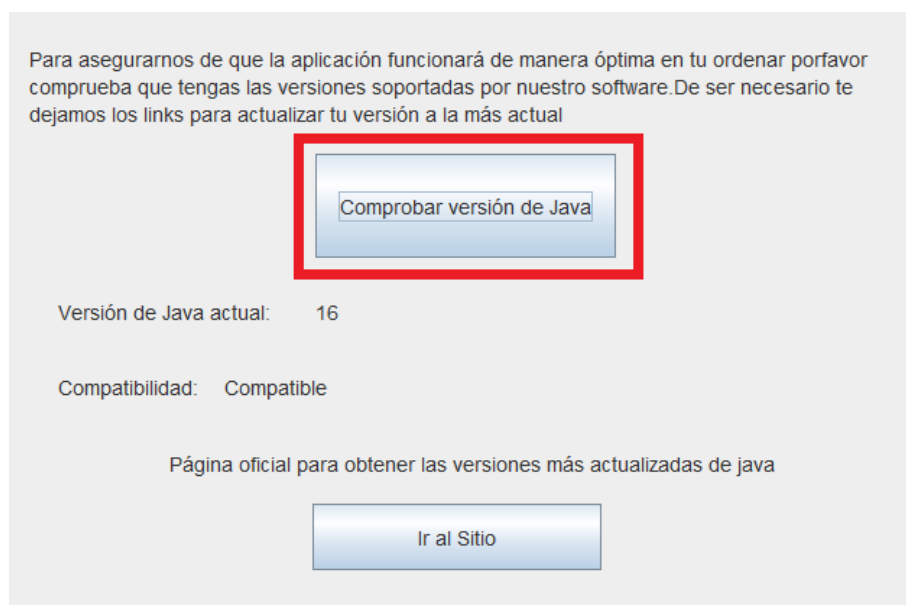 Para asegurarnos de que la aplicación funcionará de manera óptima en tu ordenar porfavor
comprueba que tengas las versiones soportadas por nuestro software.De ser necesario te
dejamos los links para actualizar tu versión a la más actual
Comprobar versión de Java
Versión de Java actual: 16
Compatibilidad: Compatible
Página oficial para obtener las versiones más actualizadas de java
Ir al Sitio